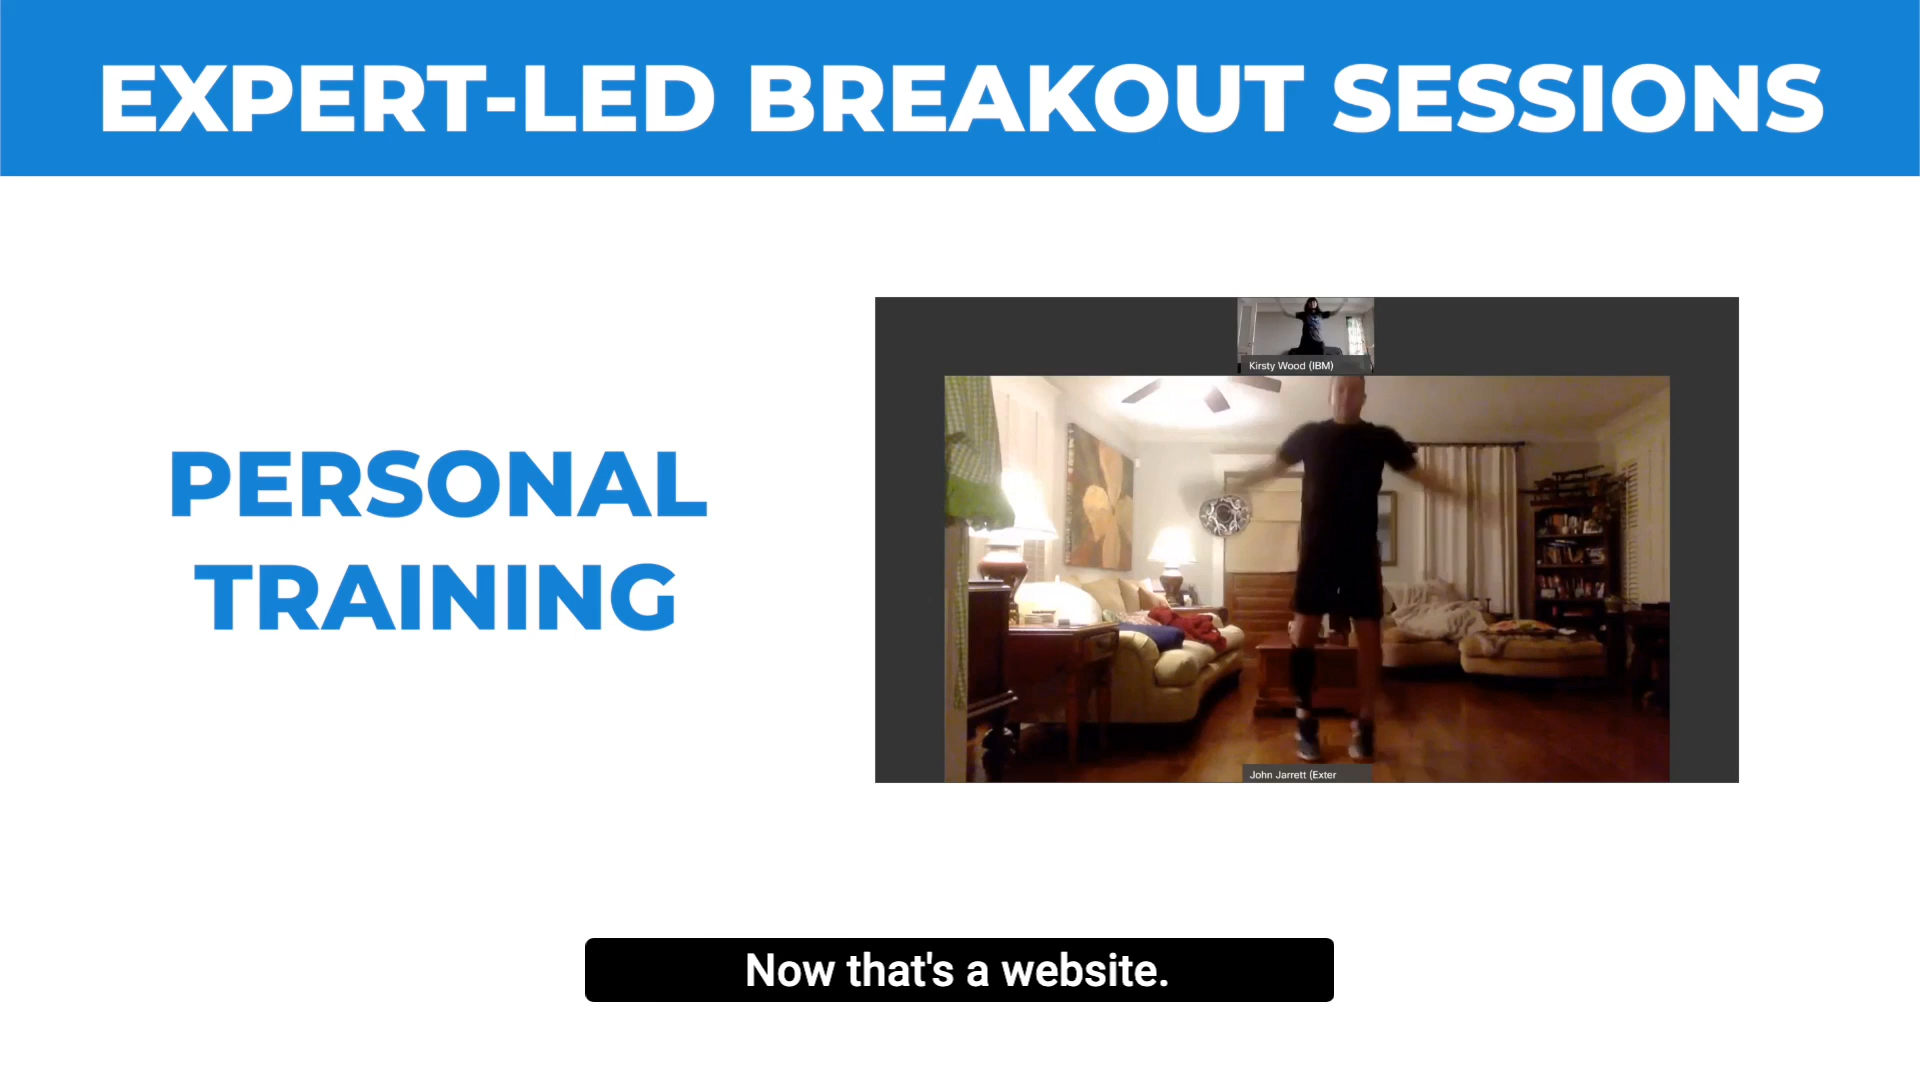 EXPERT-LED BREAKOUT SESSIONS
PERSONAL
TRAINING
Kirsty Wood (IBM)
John Jarrett (Exter
Now that's a website.